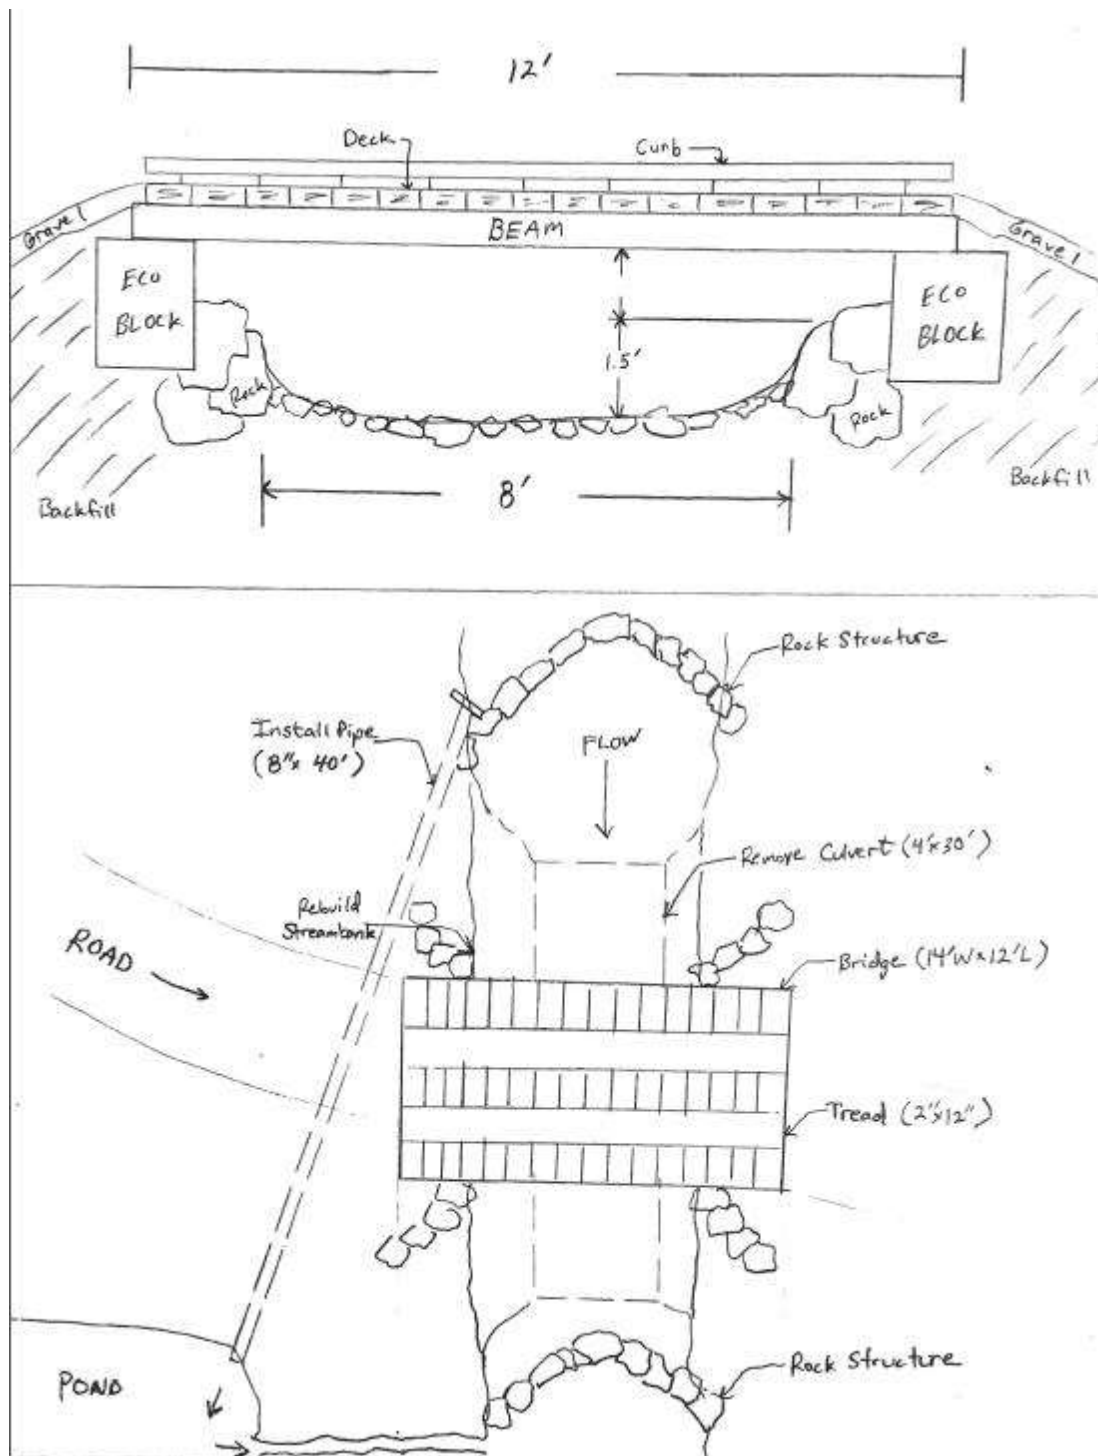 12'
Deck
Curb
Gravel
BEAM
Gravel
ECO
BLOCK
ECO
BLOCK
1.5'
Rock
Rock
8'
Backfill
Backfill
Rock Structure
Install Pipe
(8"x 40')
FLOW
Remove Culvert (4'x30')
Rebuild
Streambank
ROAD
Bridge (14'W x 12'L)
Tread (2"x12")
Rock Structure
POND